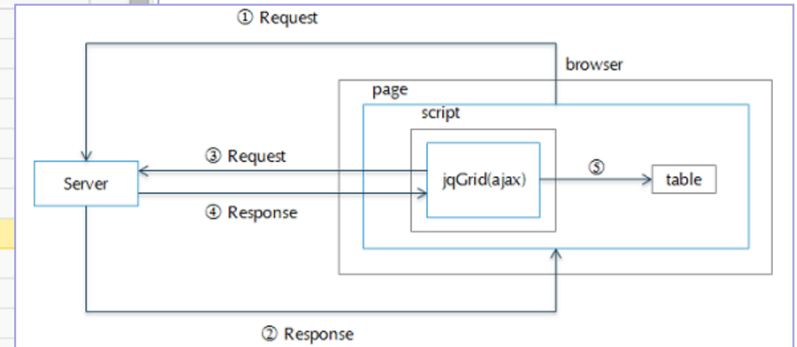 ① Request
browser
page
script
③ Request
Server
jqGrid(ajax)
⑤
table
④ Response
② Response